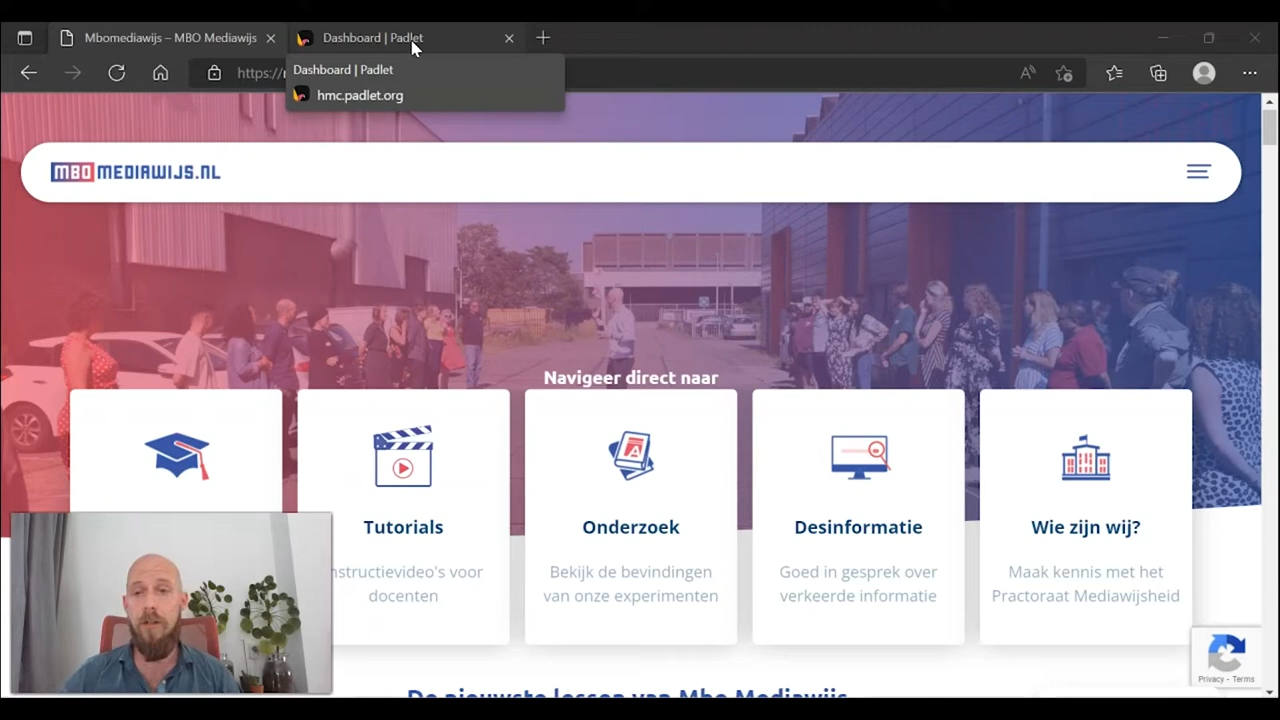 Mbomediawijs – MBO Mediawijs
Dashboard | Padlet
https://
Dashboard | Padlet
hmc.padlet.org
MBOMEDIAWIJS.NL
Navigeer direct naar
Tutorials
nstructievideo's voor
docenten
Onderzoek
Bekijk de bevindingen
van onze experimenten
Desinformatie
Goed in gesprek over
verkeerde informatie
Wie zijn wij?
Maak kennis met het
Practoraat Mediawijsheid
Privacy - Terms
De nieuwste lessen van Mbo Mediawijs